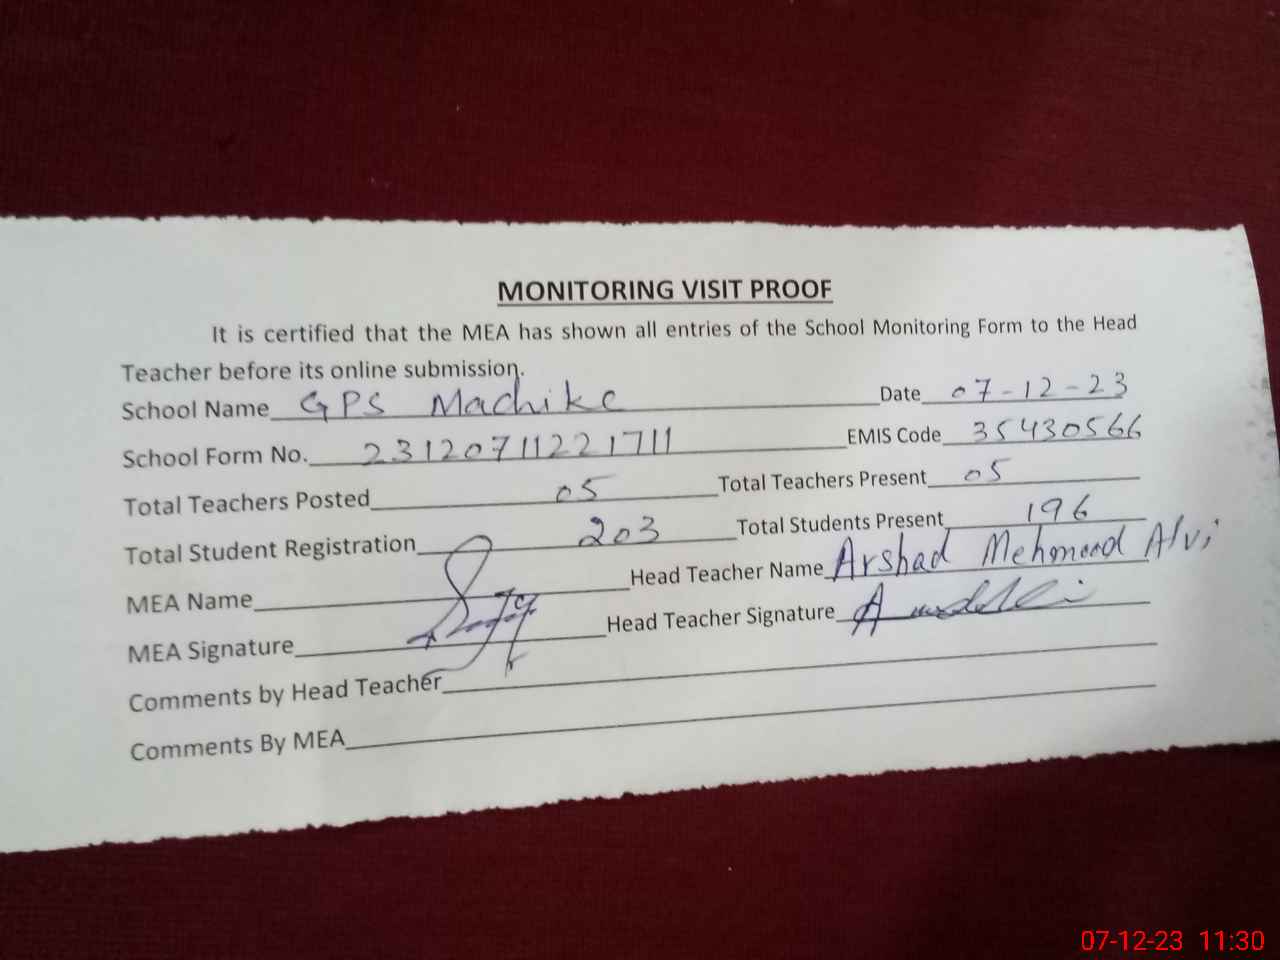 MONITORING VISIT PROOF
It is certified that the MEA has shown all entries of the School Monitoring Form to the Head
Teacher before its online submission.
School Name GPS Machike Date 07-12-23
School Form No. 23120711221711 EMIS Code 35430566
Total Teachers Posted 05 Total Teachers Present 05
Total Student Registration 203 Total Students Present 196
MEA Name Head Teacher Name Arshad Mehmood Alvi
MEA Signature Head Teacher Signature
Comments by Head Teacher
Comments By MEA
07-12-23 11:30